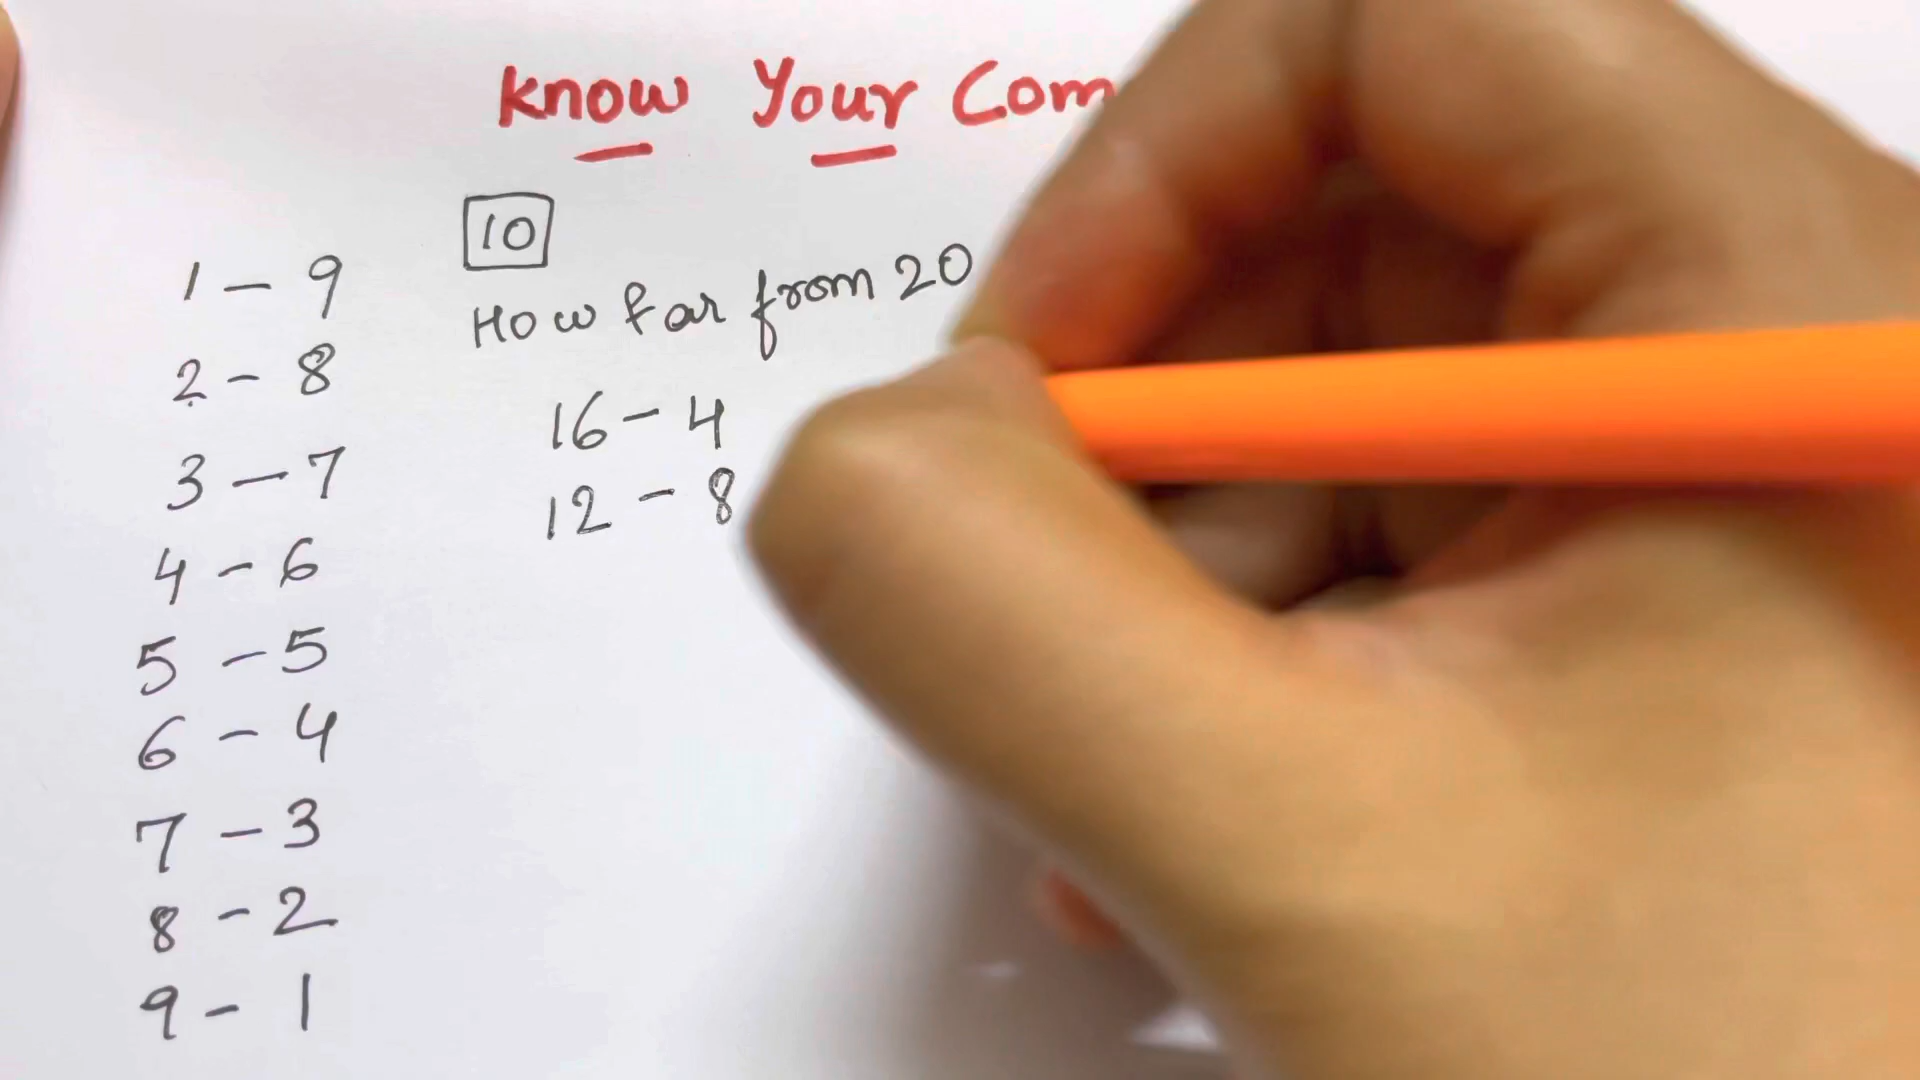 Know Your Com
10
How far from 20
16 - 4
12 - 8
1 - 9
2 - 8
3 - 7
4 - 6
5 - 5
6 - 4
7 - 3
8 - 2
9 - 1